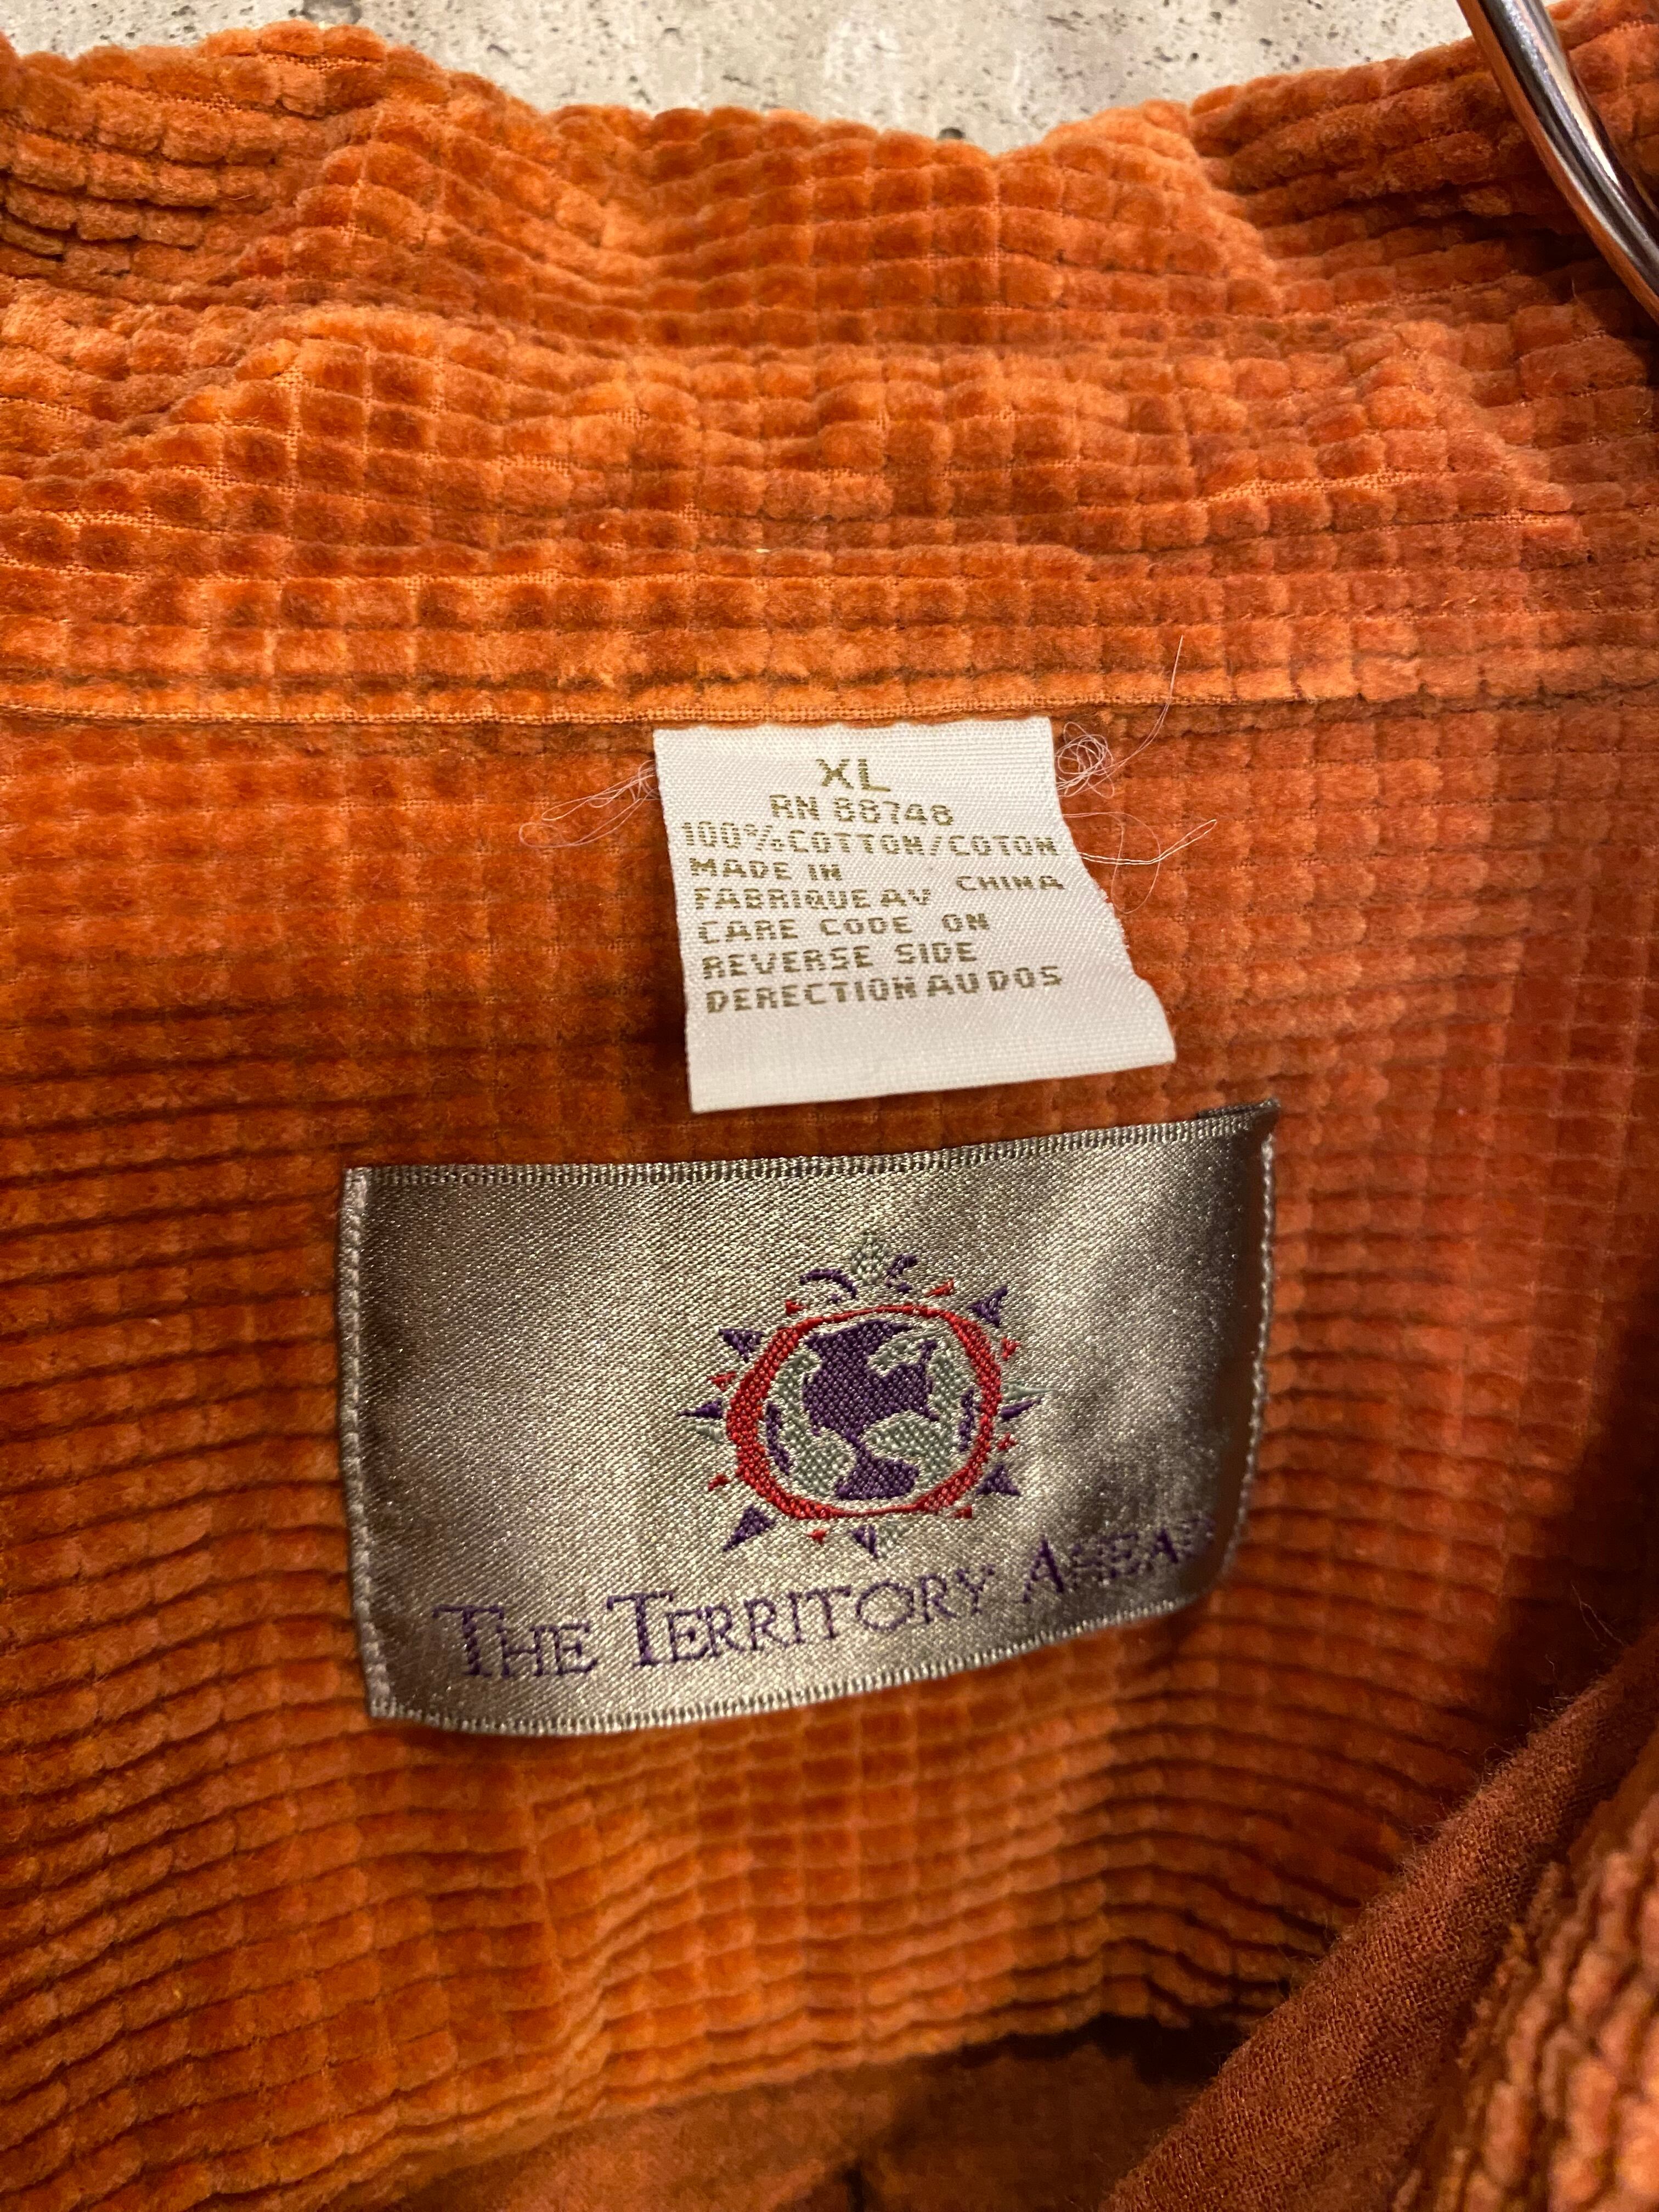 XL
RN 88748
100% COTTON/COTON
MADE IN
CHINA
FABRIQUE AV
CARE CODE ON
REVERSE SIDE
DERECTION AU DOS
THE TERRITORY AHEAD